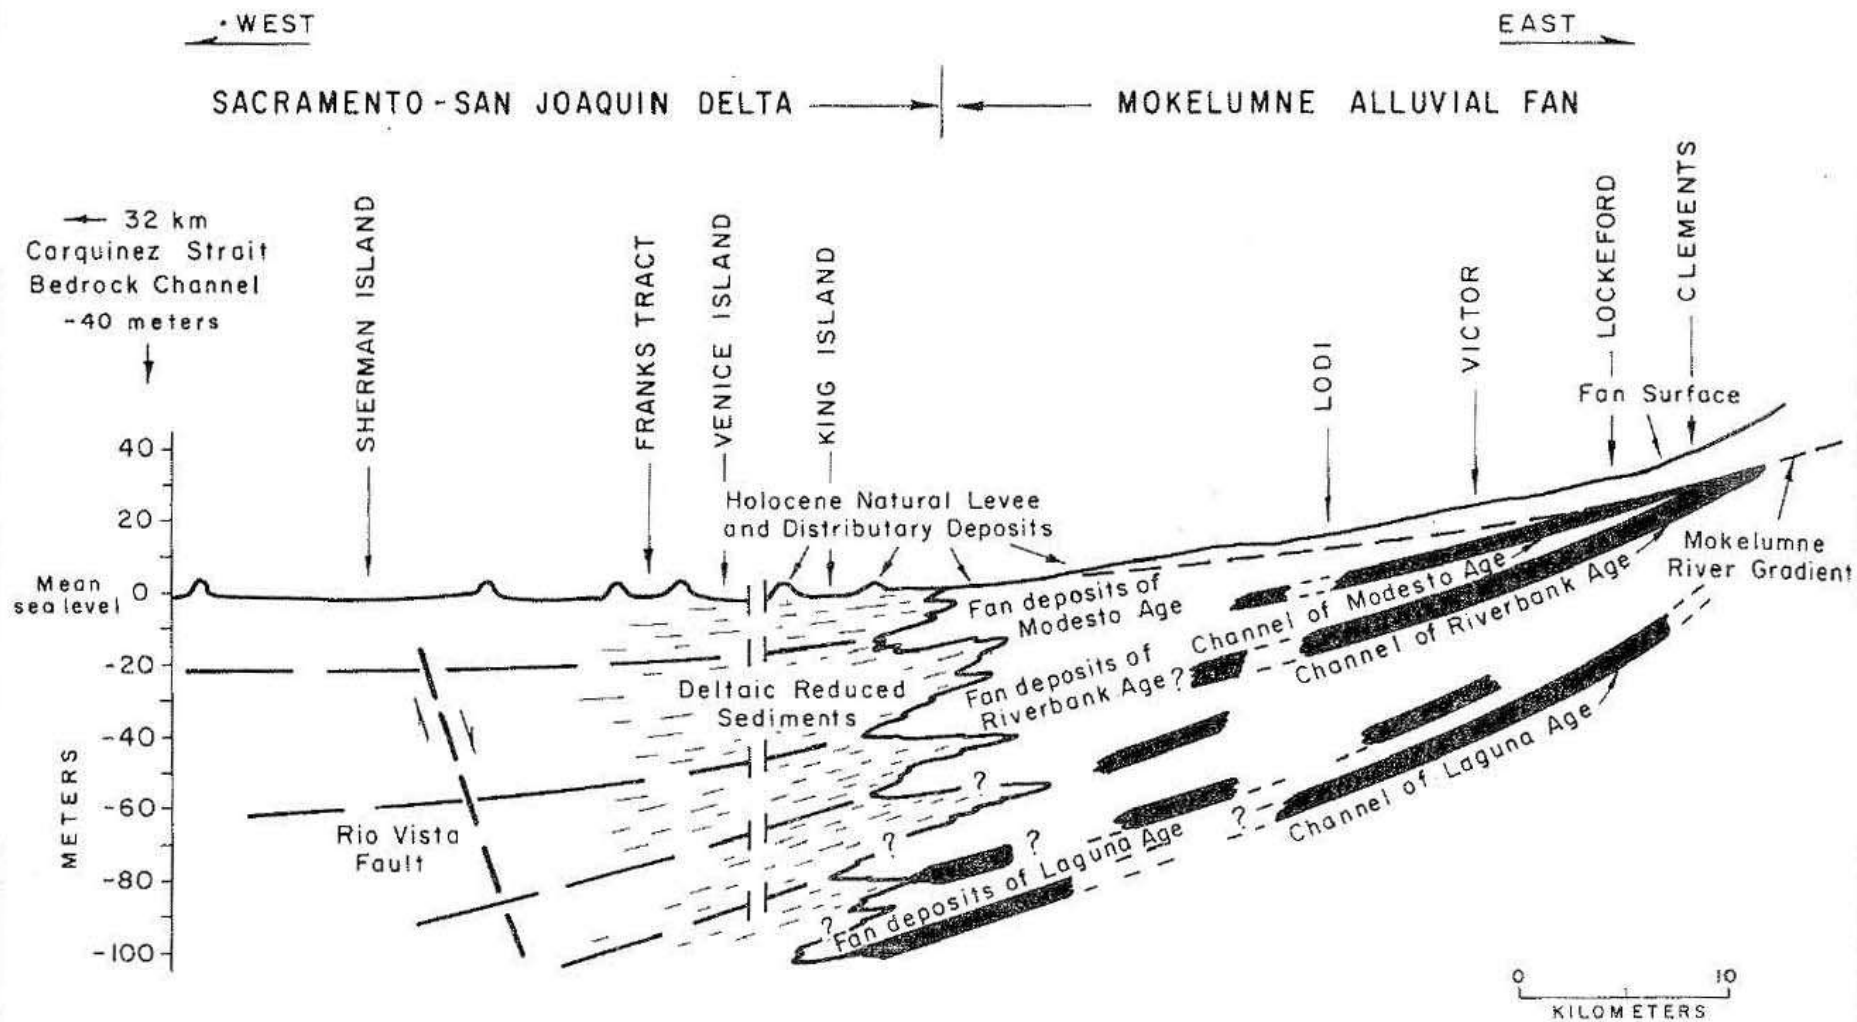 WEST
EAST
SACRAMENTO - SAN JOAQUIN DELTA
MOKELUMNE ALLUVIAL FAN
32 km
Carquinez Strait
Bedrock Channel
-40 meters
SHERMAN ISLAND
FRANKS TRACT
VENICE ISLAND
KING ISLAND
LODI
VICTOR
LOCKEFORD
CLEMENTS
Fan Surface
40
20
Mean
sea level
0
-20
-40
-60
-80
-100
METERS
Holocene Natural Levee
and Distributary Deposits
Mokelumne
River Gradient
Fan deposits of
Modesto Age
Channel of Modesto Age
Channel of Riverbank Age
Fan deposits of
Riverbank Age?
Deltaic Reduced
Sediments
Rio Vista
Fault
?
?
?
?
?
Fan deposits of Laguna Age
Channel of Laguna Age
0 10
KILOMETERS